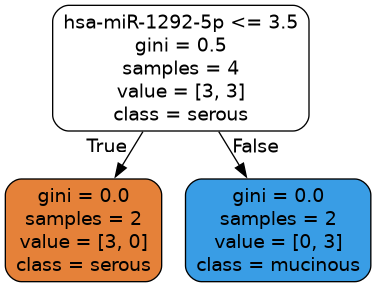 hsa-miR-1292-5p <= 3.5
gini = 0.5
samples = 4
value = [3, 3]
class = serous
True
False
gini = 0.0
samples = 2
value = [3, 0]
class = serous
gini = 0.0
samples = 2
value = [0, 3]
class = mucinous